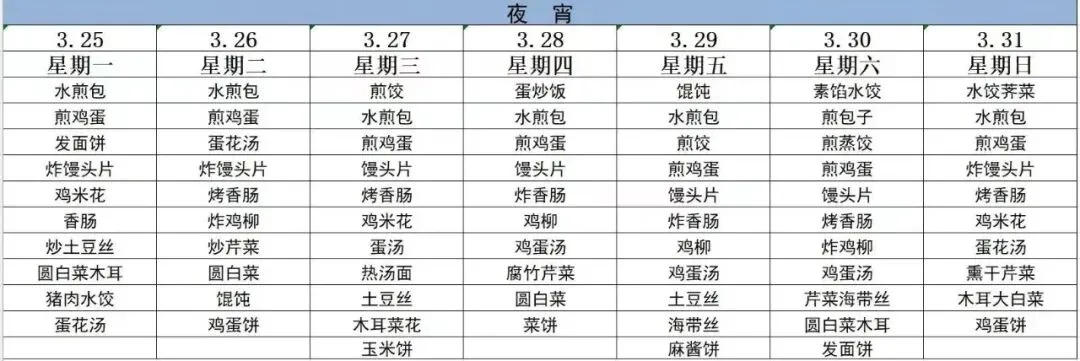 夜 宵
3.25 3.26 3.27 3.28 3.29 3.30 3.31
星期一 星期二 星期三 星期四 星期五 星期六 星期日
水煎包 水煎包 煎饺 蛋炒饭 馄饨 素馅水饺 水饺荠菜
煎鸡蛋 煎鸡蛋 水煎包 水煎包 水煎包 煎包子 水煎包
发面饼 蛋花汤 煎鸡蛋 煎鸡蛋 煎饺 煎蒸饺 煎鸡蛋
炸馒头片 炸馒头片 馒头片 馒头片 煎鸡蛋 煎鸡蛋 炸馒头片
鸡米花 烤香肠 烤香肠 炸香肠 馒头片 馒头片 烤香肠
香肠 炸鸡柳 鸡米花 鸡柳 炸香肠 烤香肠 鸡米花
炒土豆丝 炒芹菜 蛋汤 鸡蛋汤 鸡柳 炸鸡柳 蛋花汤
圆白菜木耳 圆白菜 热汤面 腐竹芹菜 鸡蛋汤 鸡蛋汤 熏干芹菜
猪肉水饺 馄饨 土豆丝 圆白菜 土豆丝 芹菜海带丝 木耳大白菜
蛋花汤 鸡蛋饼 木耳菜花 菜饼 海带丝 圆白菜木耳 鸡蛋饼
玉米饼 麻酱饼 发面饼